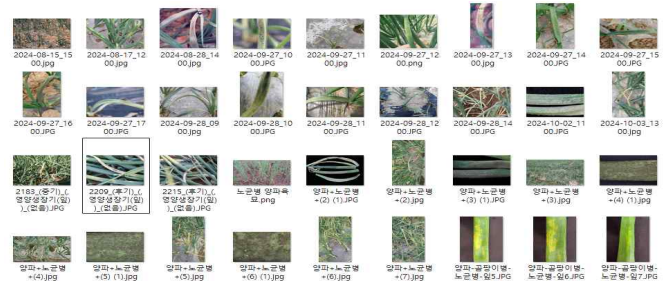 2024-08-15_15
00.jpg
2024-08-17_12
00.jpg
2024-08-28_14
00.jpg
2024-09-27_10
00.JPG
2024-09-27_11
00.jpg
2024-09-27_12
00.png
2024-09-27_13
00.jpg
2024-09-27_14
00.JPG
2024-09-27_15
00.JPG
2024-09-27_16
00.JPG
2024-09-27_17
00.JPG
2024-09-28_09
00.jpg
2024-09-28_10
00.JPG
2024-09-28_11
00.JPG
2024-09-28_12
00.JPG
2024-09-28_14
00.JPG
2024-10-02_11
00.JPG
2024-10-03_13
00.jpg
2183_(중기)_(,
영양생장기(잎)
)_(없음).JPG
2209_(후기)_(,
영양생장기(잎)
)_(없음).JPG
2215_(후기)_(,
영양생장기(잎)
)_(없음).JPG
노균병 양파육
묘.png
양파+노균병
+(2) (1).JPG
양파+노균병
+(2).jpg
양파+노균병
+(3) (1).JPG
양파+노균병
+(3).jpg
양파+노균병
+(4) (1).jpg
양파+노균병
+(4).jpg
양파+노균병
+(5) (1).jpg
양파+노균병
+(5).jpg
양파+노균병
+(6) (1).jpg
양파+노균병
+(6).jpg
양파+노균병
+(7).jpg
양파-곰팡이병-
노균병-잎5.JPG
양파-곰팡이병-
노균병-잎6.JPG
양파-곰팡이병-
노균병-잎7.JPG